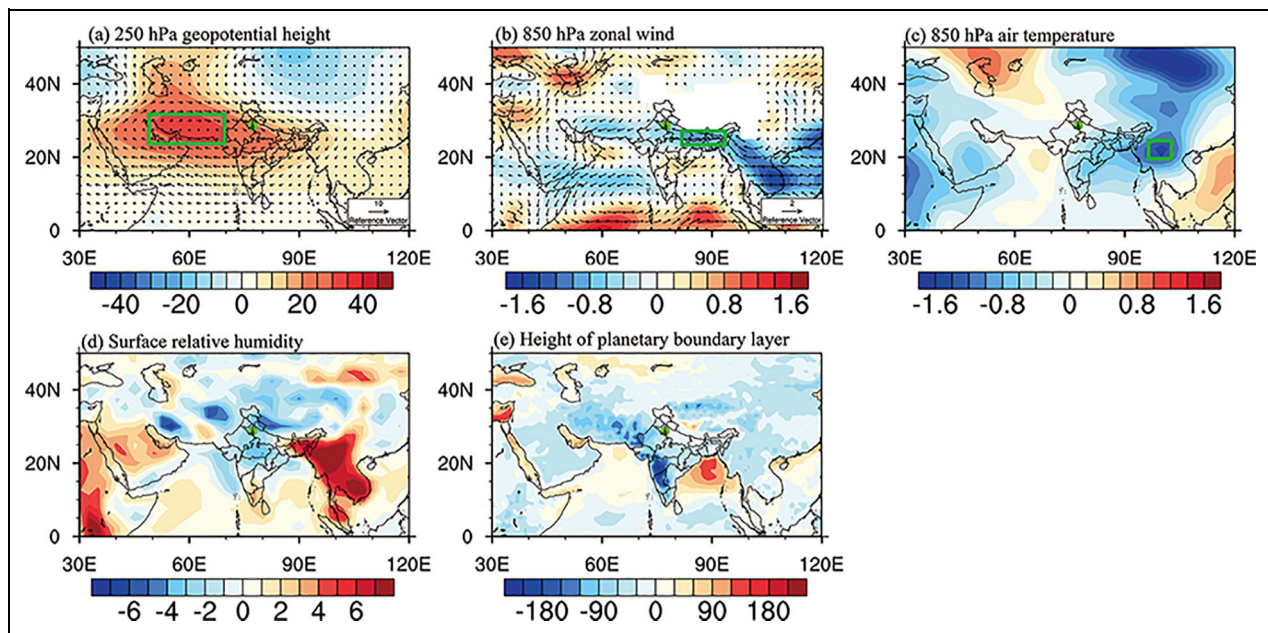 (a) 250 hPa geopotential height
(b) 850 hPa zonal wind
(c) 850 hPa air temperature
40N
20N
0
30E
60E
90E
120E
10
Reference Vector
-40
-20
0
20
40
40N
20N
0
30E
60E
90E
120E
2
Reference Vector
-1.6
-0.8
0
0.8
1.6
40N
20N
0
30E
60E
90E
120E
-1.6
-0.8
0
0.8
1.6
(d) Surface relative humidity
(e) Height of planetary boundary layer
40N
20N
0
30E
60E
90E
120E
-6
-4
-2
0
2
4
6
40N
20N
0
30E
60E
90E
120E
-180
-90
0
90
180